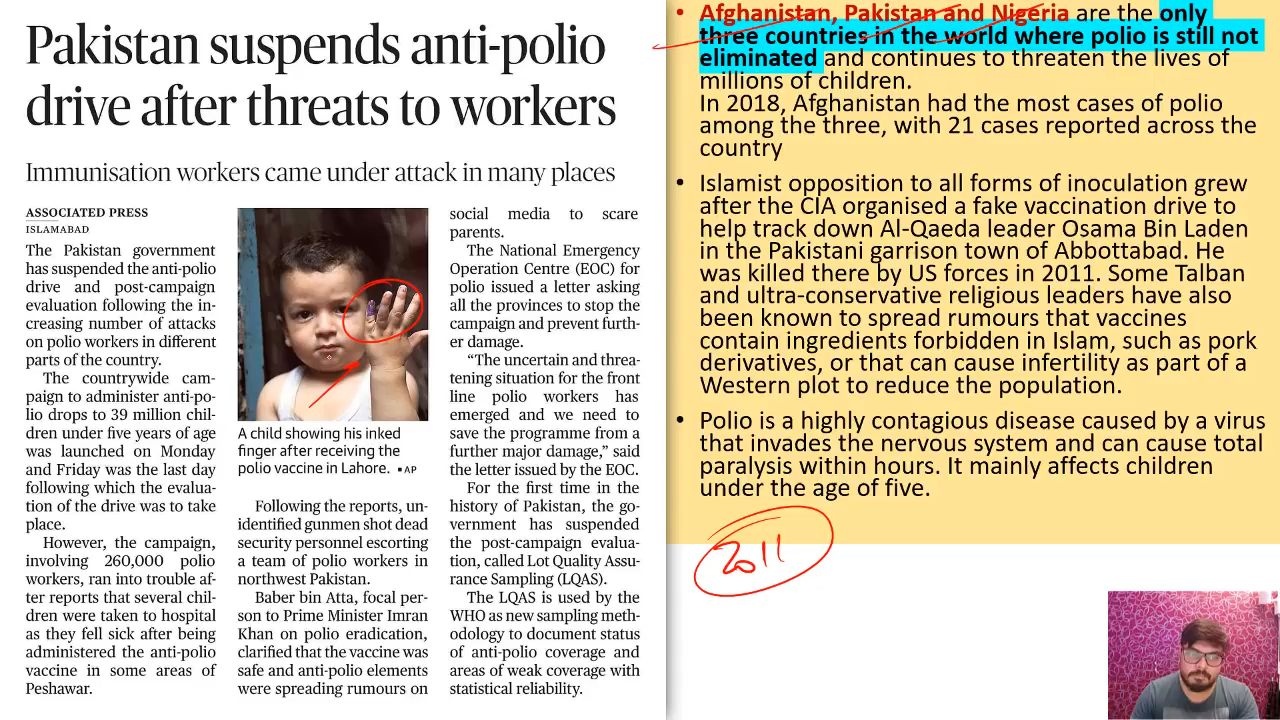 Pakistan suspends anti-polio
drive after threats to workers
Immunisation workers came under attack in many places
ASSOCIATED PRESS
ISLAMABAD
The Pakistan government
has suspended the anti-polio
drive and post-campaign
evaluation following the in-
creasing number of attacks
on polio workers in different
parts of the country.
The countrywide cam-
paign to administer anti-po-
lio drops to 39 million chil-
dren under five years of age
was launched on Monday
and Friday was the last day
following which the evalua-
tion of the drive was to take
place.
However, the campaign,
involving 260,000 polio
workers, ran into trouble af-
ter reports that several chil-
dren were taken to hospital
as they fell sick after being
administered the anti-polio
vaccine in some areas of
Peshawar.
A child showing his inked
finger after receiving the
polio vaccine in Lahore. ▪AP
Following the reports, un-
identified gunmen shot dead
security personnel escorting
a team of polio workers in
northwest Pakistan.
Baber bin Atta, focal per-
son to Prime Minister Imran
Khan on polio eradication,
clarified that the vaccine was
safe and anti-polio elements
were spreading rumours on
social media to scare
parents.
The National Emergency
Operation Centre (EOC) for
polio issued a letter asking
all the provinces to stop the
campaign and prevent furth-
er damage.
“The uncertain and threa-
tening situation for the front
line polio workers has
emerged and we need to
save the programme from a
further major damage,” said
the letter issued by the EOC.
For the first time in the
history of Pakistan, the go-
vernment has suspended
the post-campaign evalua-
tion, called Lot Quality Assu-
rance Sampling (LQAS).
The LQAS is used by the
WHO as new sampling meth-
odology to document status
of anti-polio coverage and
areas of weak coverage with
statistical reliability.
• Afghanistan, Pakistan and Nigeria are the only
three countries in the world where polio is still not
eliminated and continues to threaten the lives of
millions of children.
In 2018, Afghanistan had the most cases of polio
among the three, with 21 cases reported across the
country
• Islamist opposition to all forms of inoculation grew
after the CIA organised a fake vaccination drive to
help track down Al-Qaeda leader Osama Bin Laden
in the Pakistani garrison town of Abbottabad. He
was killed there by US forces in 2011. Some Talban
and ultra-conservative religious leaders have also
been known to spread rumours that vaccines
contain ingredients forbidden in Islam, such as pork
derivatives, or that can cause infertility as part of a
Western plot to reduce the population.
• Polio is a highly contagious disease caused by a virus
that invades the nervous system and can cause total
paralysis within hours. It mainly affects children
under the age of five.
2011